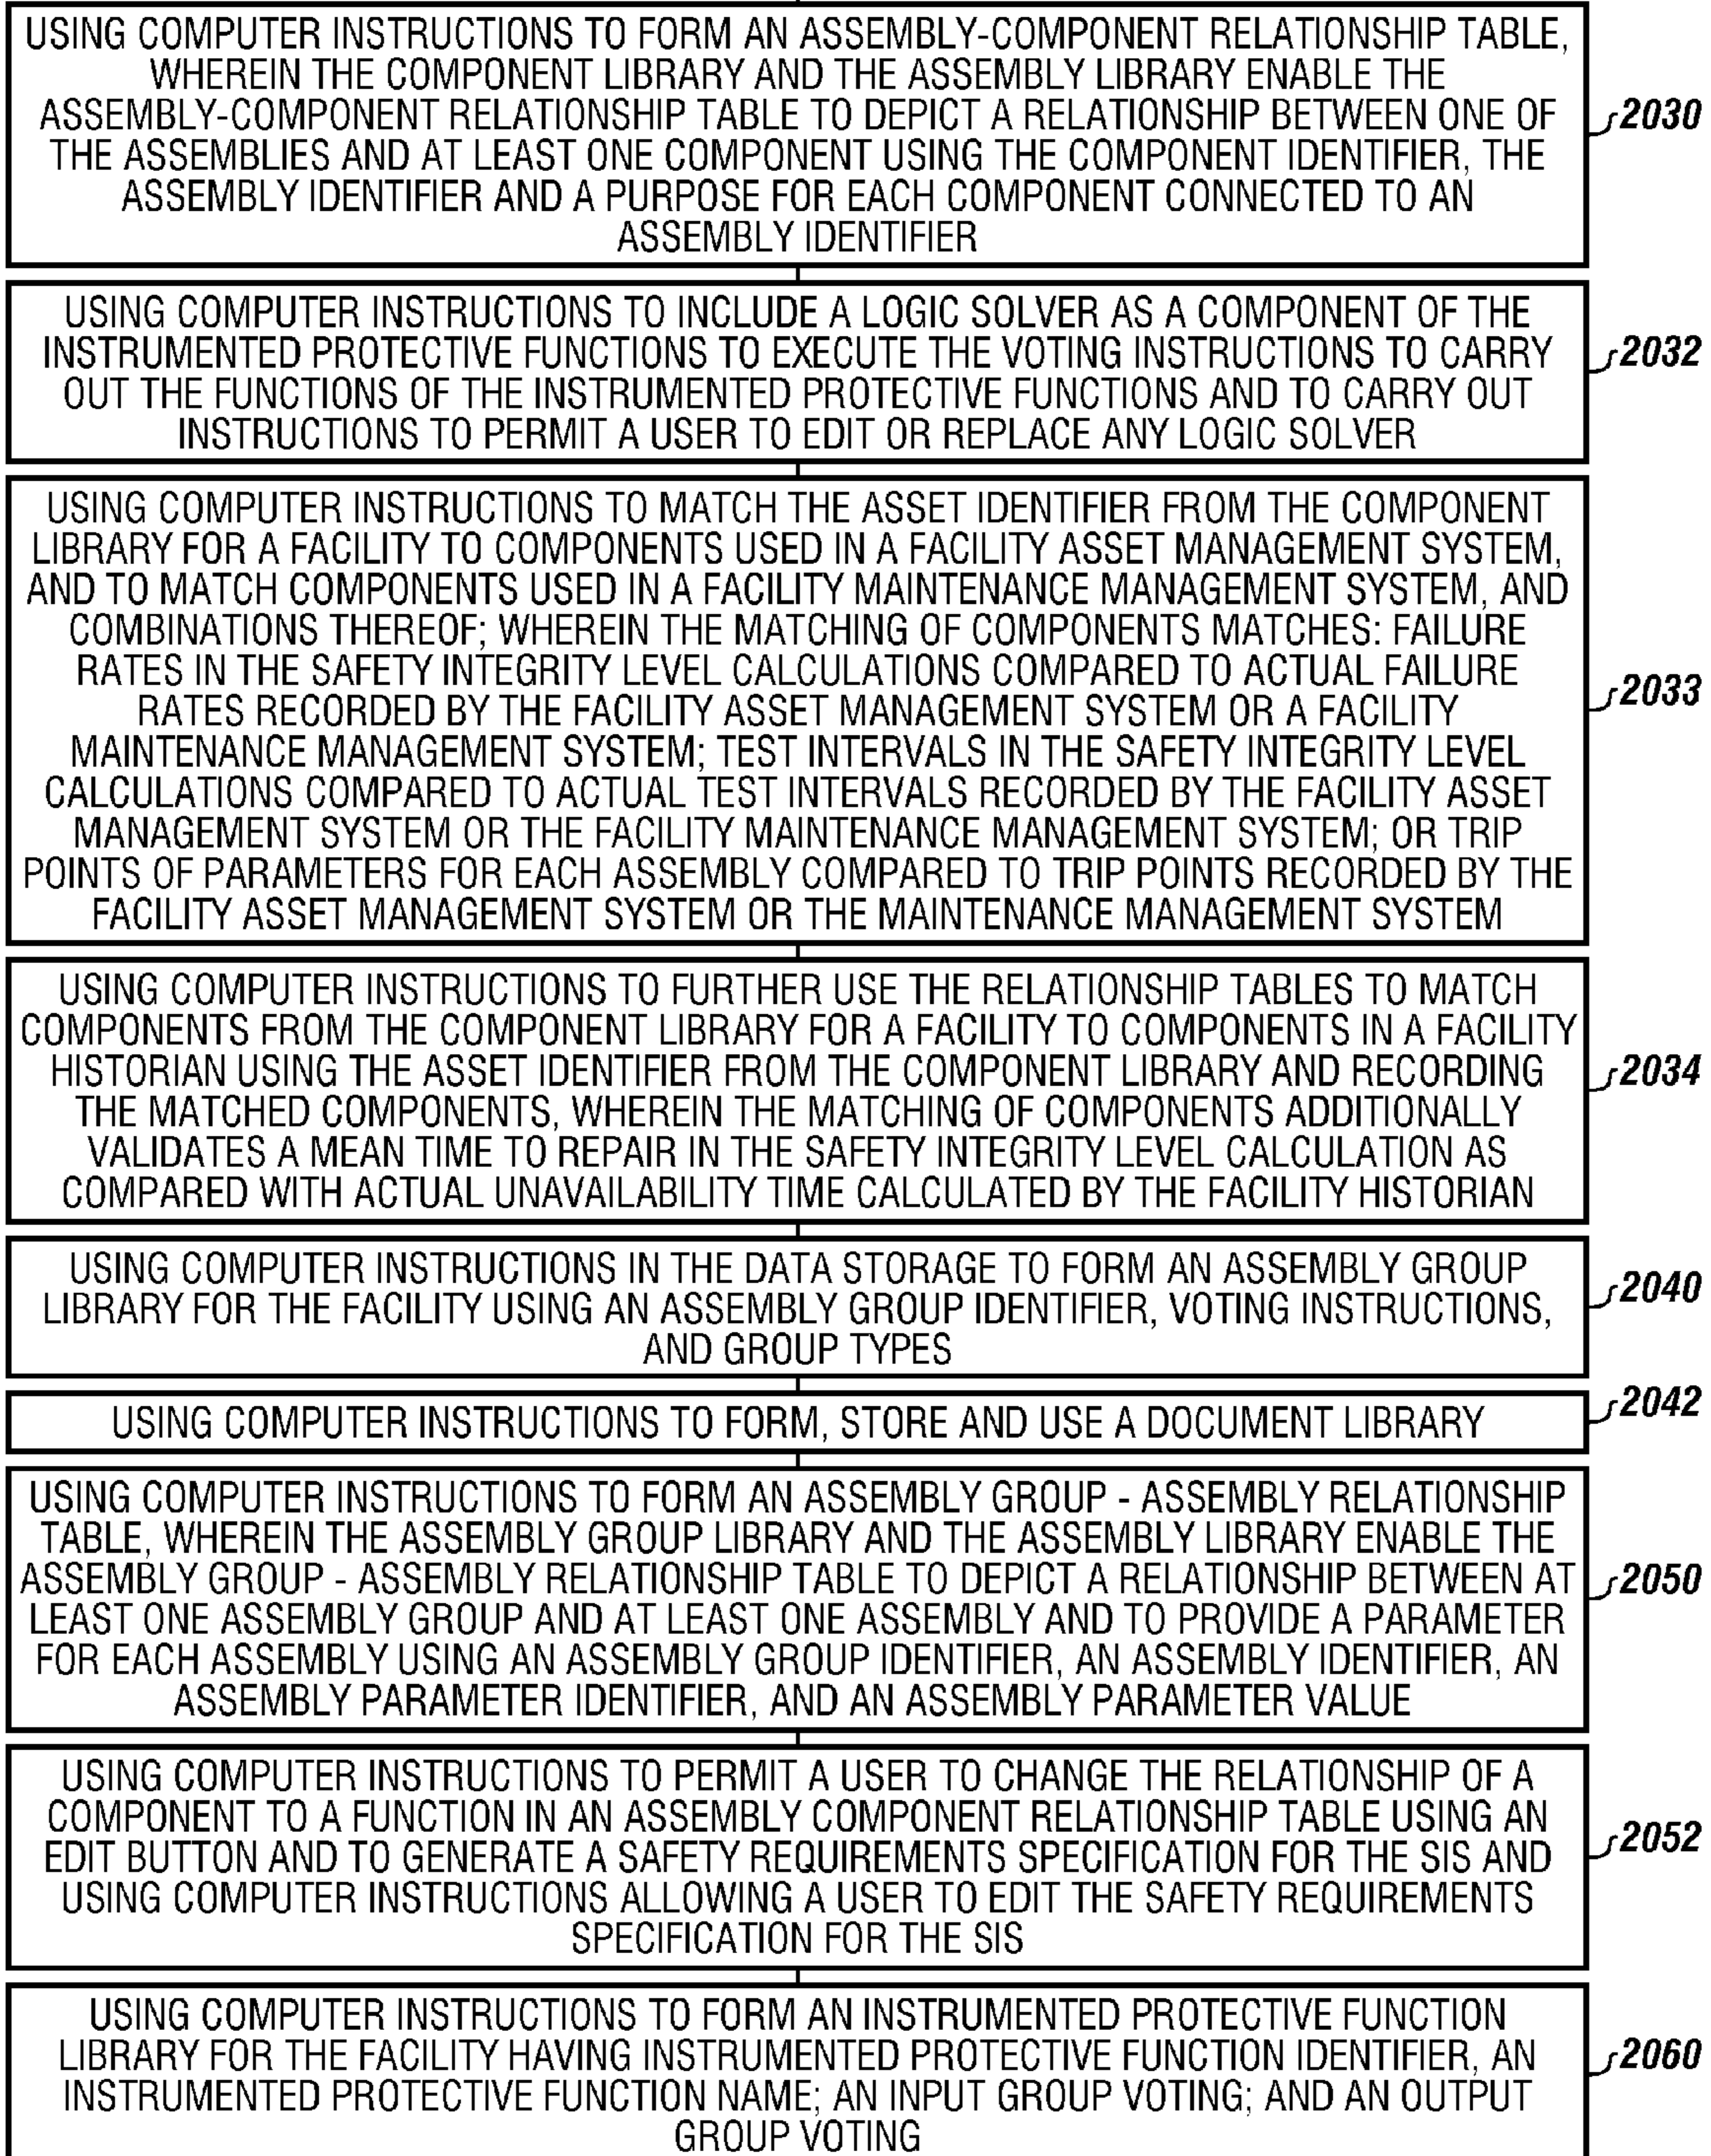 USING COMPUTER INSTRUCTIONS TO FORM AN ASSEMBLY-COMPONENT RELATIONSHIP TABLE,
WHEREIN THE COMPONENT LIBRARY AND THE ASSEMBLY LIBRARY ENABLE THE
ASSEMBLY-COMPONENT RELATIONSHIP TABLE TO DEPICT A RELATIONSHIP BETWEEN ONE OF
THE ASSEMBLIES AND AT LEAST ONE COMPONENT USING THE COMPONENT IDENTIFIER, THE
ASSEMBLY IDENTIFIER AND A PURPOSE FOR EACH COMPONENT CONNECTED TO AN
ASSEMBLY IDENTIFIER
2030
USING COMPUTER INSTRUCTIONS TO INCLUDE A LOGIC SOLVER AS A COMPONENT OF THE
INSTRUMENTED PROTECTIVE FUNCTIONS TO EXECUTE THE VOTING INSTRUCTIONS TO CARRY
OUT THE FUNCTIONS OF THE INSTRUMENTED PROTECTIVE FUNCTIONS AND TO CARRY OUT
INSTRUCTIONS TO PERMIT A USER TO EDIT OR REPLACE ANY LOGIC SOLVER
2032
USING COMPUTER INSTRUCTIONS TO MATCH THE ASSET IDENTIFIER FROM THE COMPONENT
LIBRARY FOR A FACILITY TO COMPONENTS USED IN A FACILITY ASSET MANAGEMENT SYSTEM,
AND TO MATCH COMPONENTS USED IN A FACILITY MAINTENANCE MANAGEMENT SYSTEM, AND
COMBINATIONS THEREOF; WHEREIN THE MATCHING OF COMPONENTS MATCHES: FAILURE
RATES IN THE SAFETY INTEGRITY LEVEL CALCULATIONS COMPARED TO ACTUAL FAILURE
RATES RECORDED BY THE FACILITY ASSET MANAGEMENT SYSTEM OR A FACILITY
MAINTENANCE MANAGEMENT SYSTEM; TEST INTERVALS IN THE SAFETY INTEGRITY LEVEL
CALCULATIONS COMPARED TO ACTUAL TEST INTERVALS RECORDED BY THE FACILITY ASSET
MANAGEMENT SYSTEM OR THE FACILITY MAINTENANCE MANAGEMENT SYSTEM; OR TRIP
POINTS OF PARAMETERS FOR EACH ASSEMBLY COMPARED TO TRIP POINTS RECORDED BY THE
FACILITY ASSET MANAGEMENT SYSTEM OR THE MAINTENANCE MANAGEMENT SYSTEM
2033
USING COMPUTER INSTRUCTIONS TO FURTHER USE THE RELATIONSHIP TABLES TO MATCH
COMPONENTS FROM THE COMPONENT LIBRARY FOR A FACILITY TO COMPONENTS IN A FACILITY
HISTORIAN USING THE ASSET IDENTIFIER FROM THE COMPONENT LIBRARY AND RECORDING
THE MATCHED COMPONENTS, WHEREIN THE MATCHING OF COMPONENTS ADDITIONALLY
VALIDATES A MEAN TIME TO REPAIR IN THE SAFETY INTEGRITY LEVEL CALCULATION AS
COMPARED WITH ACTUAL UNAVAILABILITY TIME CALCULATED BY THE FACILITY HISTORIAN
2034
USING COMPUTER INSTRUCTIONS IN THE DATA STORAGE TO FORM AN ASSEMBLY GROUP
LIBRARY FOR THE FACILITY USING AN ASSEMBLY GROUP IDENTIFIER, VOTING INSTRUCTIONS,
AND GROUP TYPES
2040
USING COMPUTER INSTRUCTIONS TO FORM, STORE AND USE A DOCUMENT LIBRARY
2042
USING COMPUTER INSTRUCTIONS TO FORM AN ASSEMBLY GROUP - ASSEMBLY RELATIONSHIP
TABLE, WHEREIN THE ASSEMBLY GROUP LIBRARY AND THE ASSEMBLY LIBRARY ENABLE THE
ASSEMBLY GROUP - ASSEMBLY RELATIONSHIP TABLE TO DEPICT A RELATIONSHIP BETWEEN AT
LEAST ONE ASSEMBLY GROUP AND AT LEAST ONE ASSEMBLY AND TO PROVIDE A PARAMETER
FOR EACH ASSEMBLY USING AN ASSEMBLY GROUP IDENTIFIER, AN ASSEMBLY IDENTIFIER, AN
ASSEMBLY PARAMETER IDENTIFIER, AND AN ASSEMBLY PARAMETER VALUE
2050
USING COMPUTER INSTRUCTIONS TO PERMIT A USER TO CHANGE THE RELATIONSHIP OF A
COMPONENT TO A FUNCTION IN AN ASSEMBLY COMPONENT RELATIONSHIP TABLE USING AN
EDIT BUTTON AND TO GENERATE A SAFETY REQUIREMENTS SPECIFICATION FOR THE SIS AND
USING COMPUTER INSTRUCTIONS ALLOWING A USER TO EDIT THE SAFETY REQUIREMENTS
SPECIFICATION FOR THE SIS
2052
USING COMPUTER INSTRUCTIONS TO FORM AN INSTRUMENTED PROTECTIVE FUNCTION
LIBRARY FOR THE FACILITY HAVING INSTRUMENTED PROTECTIVE FUNCTION IDENTIFIER, AN
INSTRUMENTED PROTECTIVE FUNCTION NAME; AN INPUT GROUP VOTING; AND AN OUTPUT
GROUP VOTING
2060